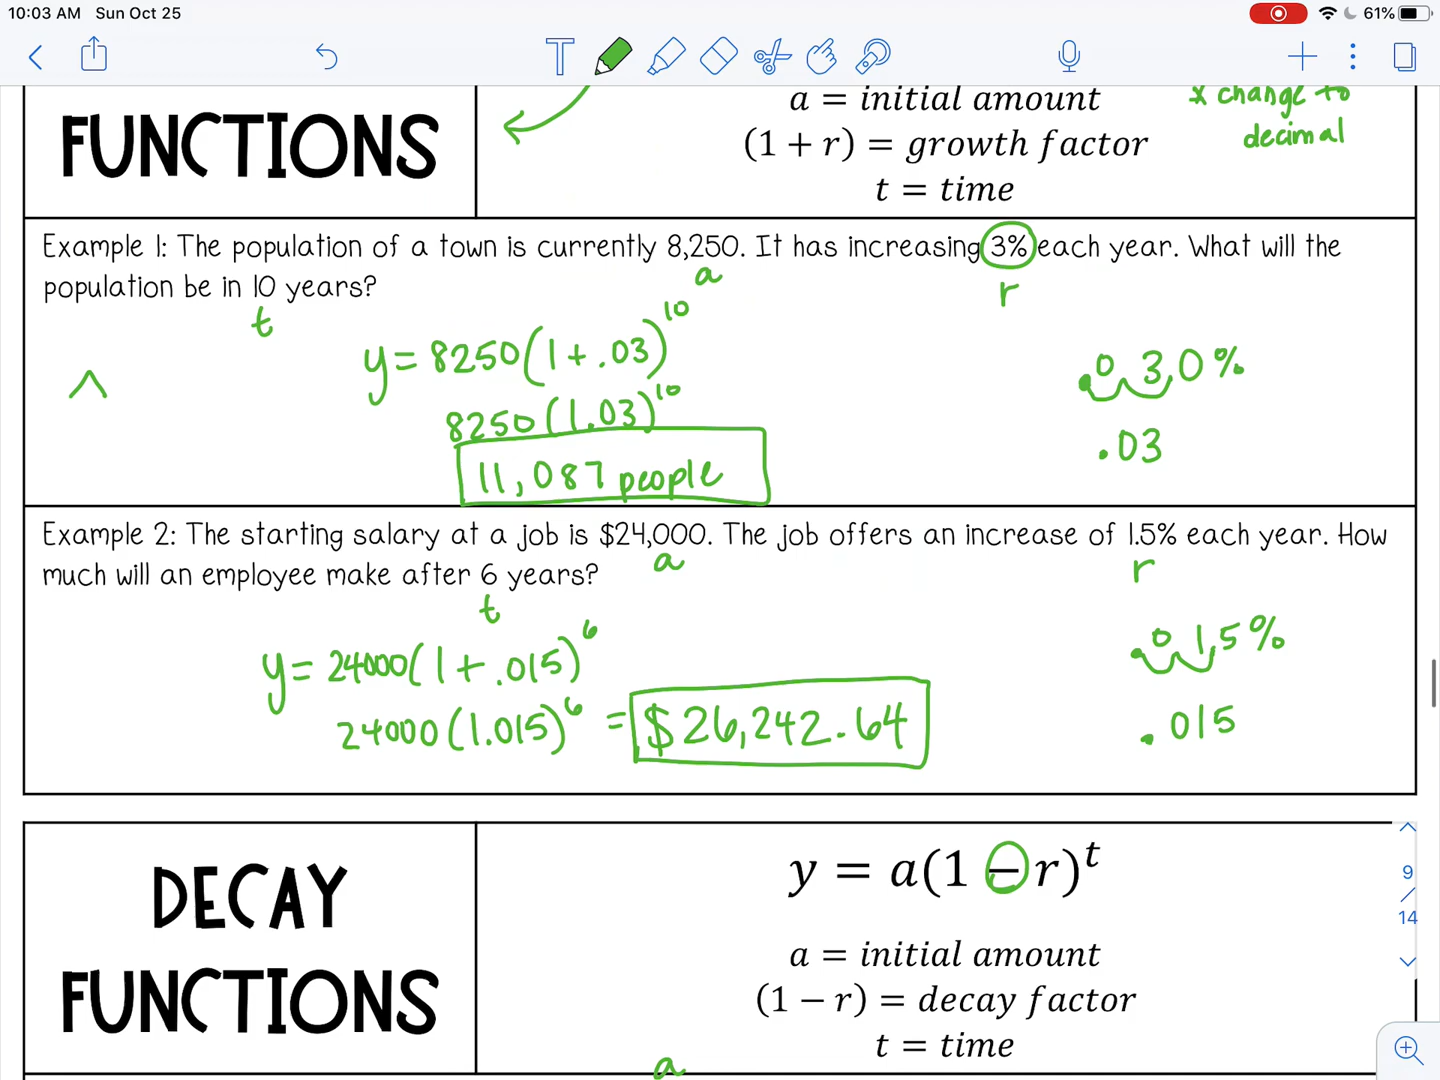 10:03 AM Sun Oct 25
61%
T
a = initial amount
* change to
decimal
FUNCTIONS
(1 + r) = growth factor
t = time
Example 1: The population of a town is currently 8,250. It has increasing 3% each year. What will the
a
r
population be in 10 years?
t
y = 8250(1 + .03)^10
8250(1.03)^10
11,087 people
^
.03.0%
.03
Example 2: The starting salary at a job is $24,000. The job offers an increase of 1.5% each year. How
a
r
much will an employee make after 6 years?
t
y = 24000(1 + .015)^6
24000(1.015)^6 = $26,242.64
.01.5%
.015
DECAY
FUNCTIONS
y = a(1 − r)^t
a = initial amount
(1 − r) = decay factor
t = time
a
9
/
14